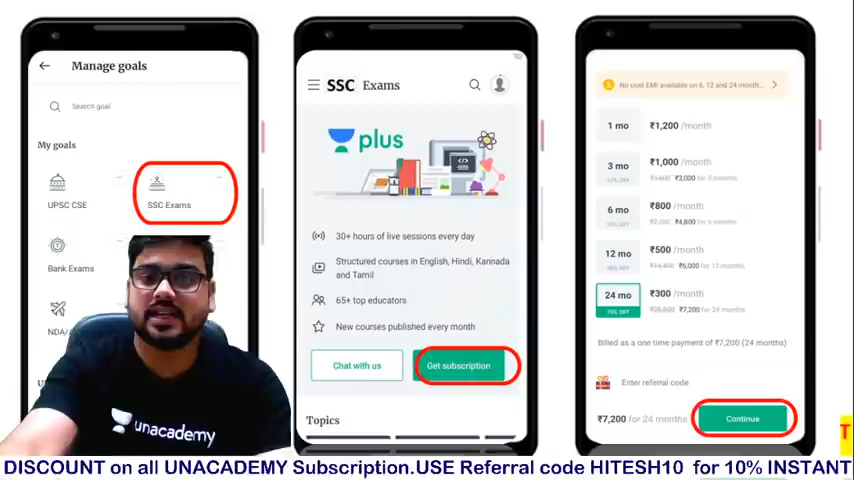 Manage goals
Search goal
My goals
UPSC CSE
SSC Exams
Bank Exams
NDA/
unacademy
SSC Exams
plus
30+ hours of live sessions every day
Structured courses in English, Hindi, Kannada
and Tamil
65+ top educators
New courses published every month
Chat with us
Get subscription
Topics
No cost EMI available on 6, 12 and 24 month...
1 mo ₹1,200 /month
3 mo ₹1,000 /month
₹3,000 for 3 months
6 mo ₹800 /month
₹4,800 for 6 months
12 mo ₹500 /month
₹14,400 ₹6,000 for 12 months
24 mo ₹300 /month
70% OFF ₹7,200 for 24 months
Billed as a one time payment of ₹7,200 (24 months)
Enter referral code
₹7,200 for 24 months
Continue
T
DISCOUNT on all UNACADEMY Subscription.USE Referral code HITESH10 for 10% INSTANT